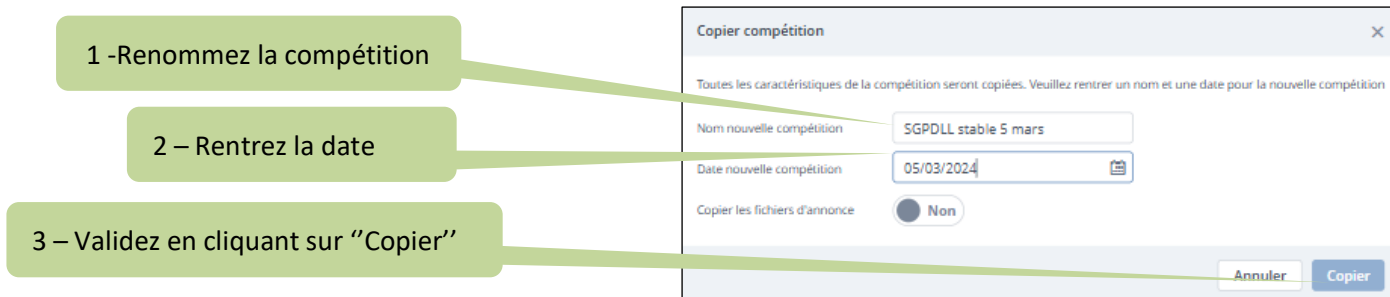 1 -Renommez la compétition
2 – Rentrez la date
3 – Validez en cliquant sur ‘’Copier’’
Copier compétition
Toutes les caractéristiques de la compétition seront copiées. Veuillez rentrer un nom et une date pour la nouvelle compétition
Nom nouvelle compétition
SGPDLL stable 5 mars
Date nouvelle compétition
05/03/2024
Copier les fichiers d'annonce
Non
Annuler
Copier